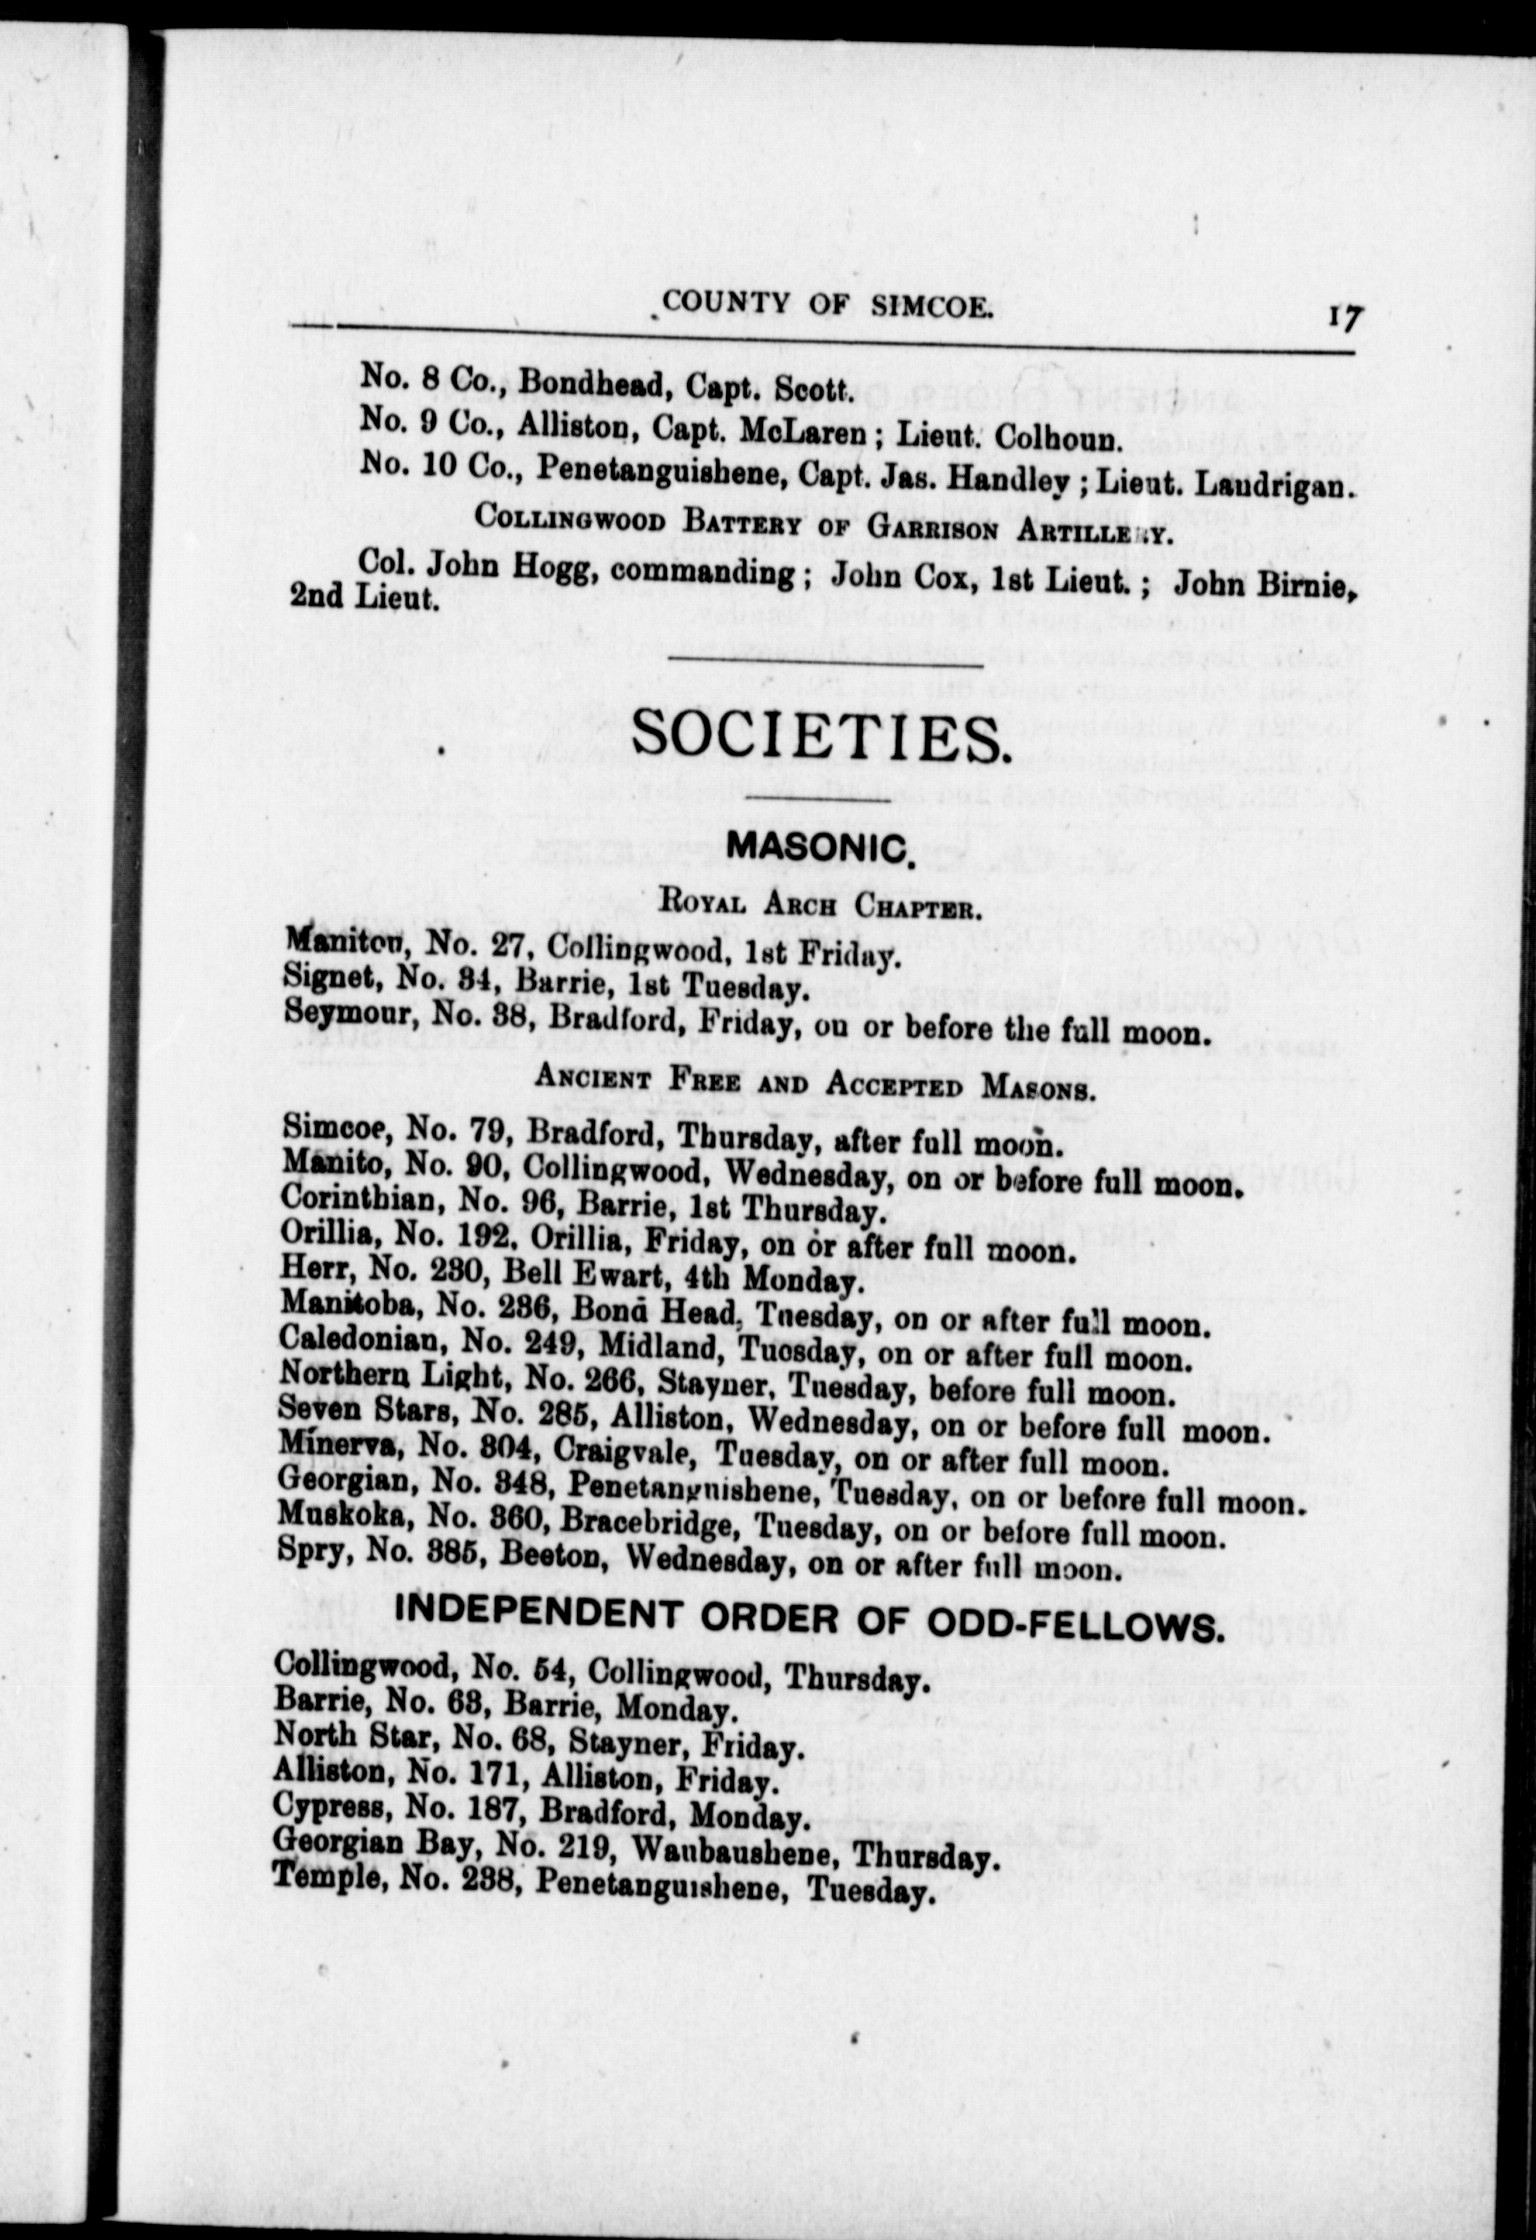 COUNTY OF SIMCOE. 17
No. 8 Co., Bondhead, Capt. Scott.
No. 9 Co., Alliston, Capt. McLaren; Lieut. Colhoun.
No. 10 Co., Penetanguishene, Capt. Jas. Handley; Lieut. Landrigan.
COLLINGWOOD BATTERY OF GARRISON ARTILLERY.
Col. John Hogg, commanding; John Cox, 1st Lieut.; John Birnie,
2nd Lieut.
SOCIETIES.
MASONIC.
ROYAL ARCH CHAPTER.
Manitou, No. 27, Collingwood, 1st Friday.
Signet, No. 34, Barrie, 1st Tuesday.
Seymour, No. 38, Bradford, Friday, on or before the full moon.
ANCIENT FREE AND ACCEPTED MASONS.
Simcoe, No. 79, Bradford, Thursday, after full moon.
Manito, No. 90, Collingwood, Wednesday, on or before full moon.
Corinthian, No. 96, Barrie, 1st Thursday.
Orillia, No. 192, Orillia, Friday, on or after full moon.
Herr, No. 230, Bell Ewart, 4th Monday.
Manitoba, No. 236, Bond Head, Tuesday, on or after full moon.
Caledonian, No. 249, Midland, Tuesday, on or after full moon.
Northern Light, No. 266, Stayner, Tuesday, before full moon.
Seven Stars, No. 285, Alliston, Wednesday, on or before full moon.
Minerva, No. 304, Craigvale, Tuesday, on or after full moon.
Georgian, No. 348, Penetanguishene, Tuesday, on or before full moon.
Muskoka, No. 360, Bracebridge, Tuesday, on or before full moon.
Spry, No. 385, Beeton, Wednesday, on or after full moon.
INDEPENDENT ORDER OF ODD-FELLOWS.
Collingwood, No. 54, Collingwood, Thursday.
Barrie, No. 63, Barrie, Monday.
North Star, No. 68, Stayner, Friday.
Alliston, No. 171, Alliston, Friday.
Cypress, No. 187, Bradford, Monday.
Georgian Bay, No. 219, Waubaushene, Thursday.
Temple, No. 238, Penetanguishene, Tuesday.